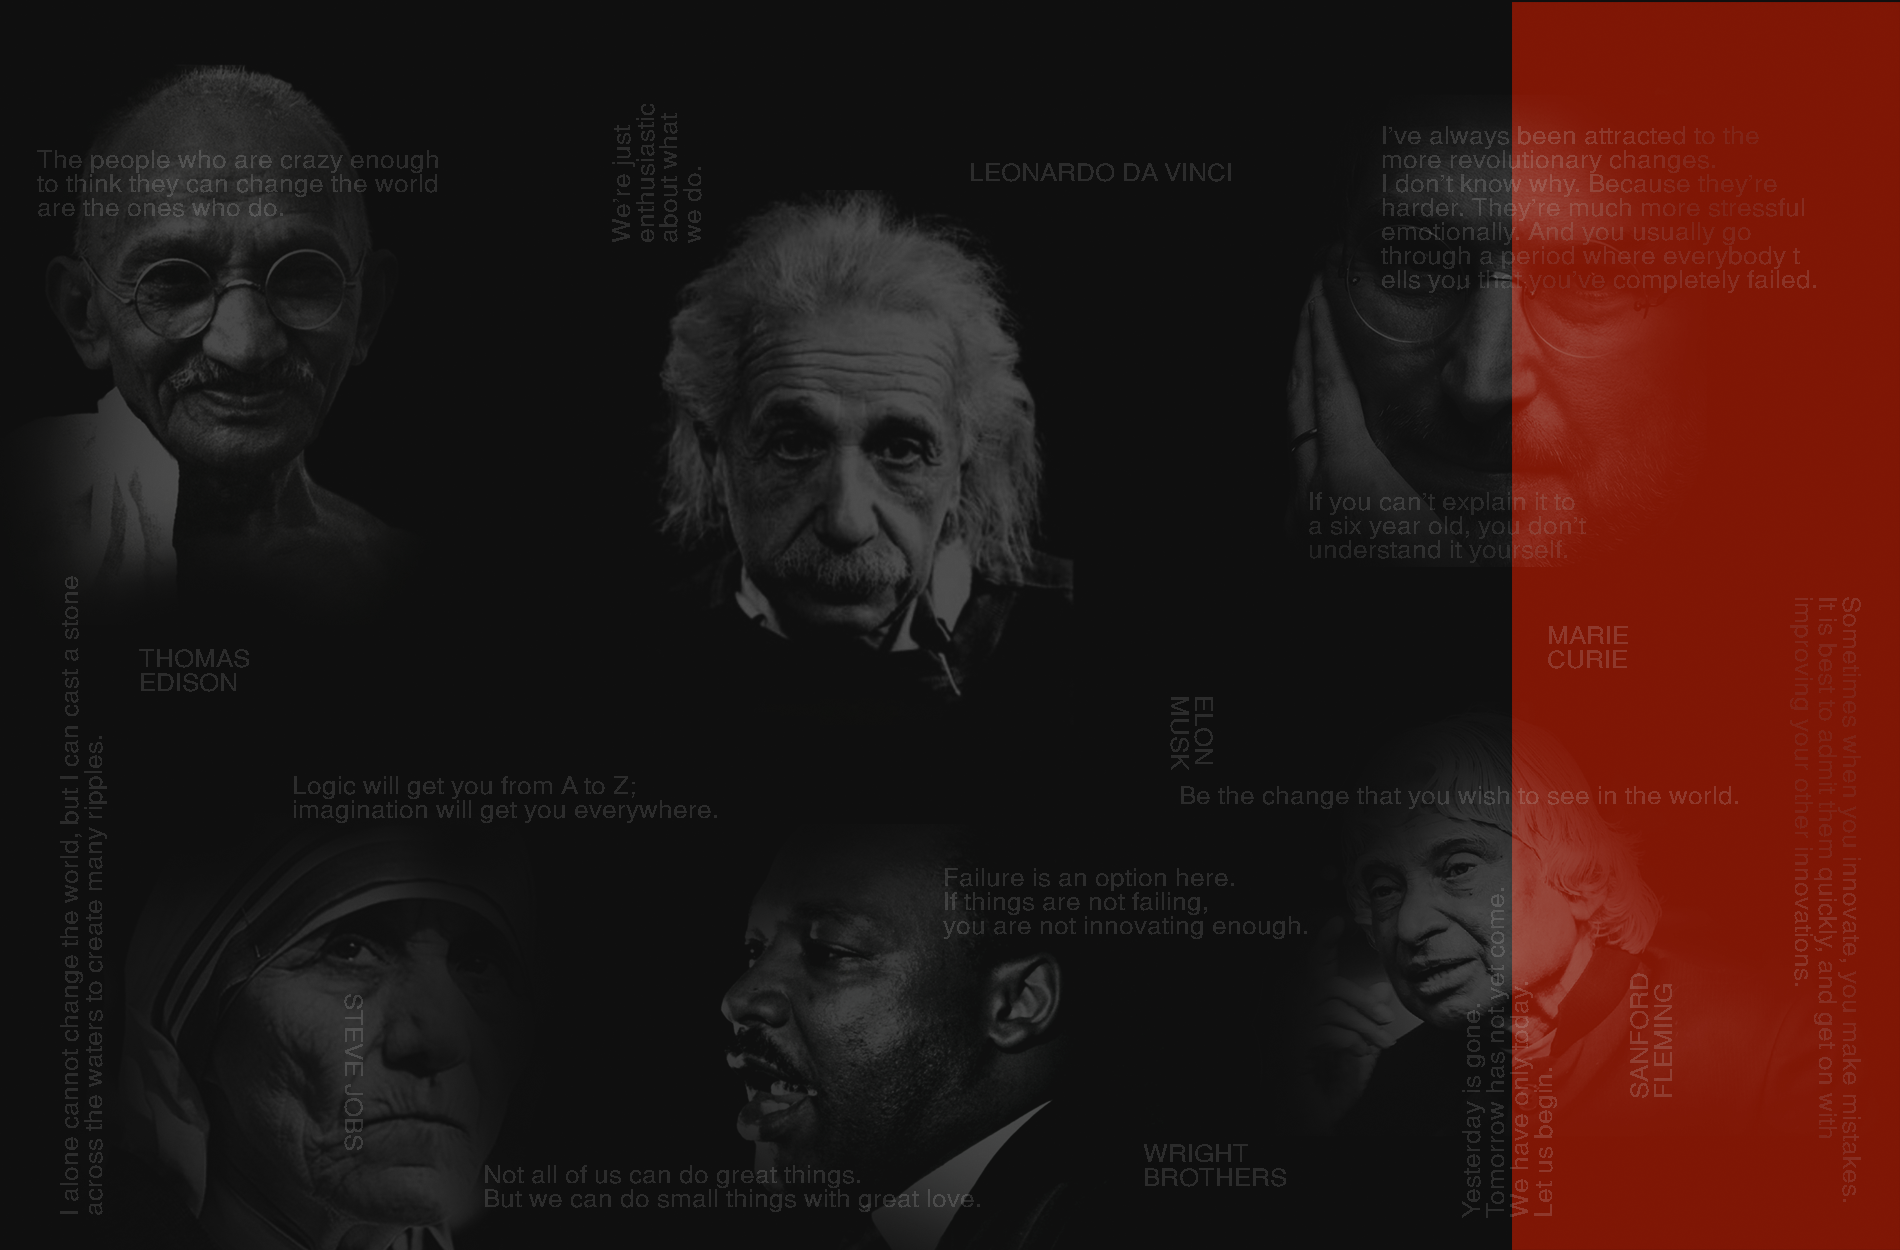 The people who are crazy enough
to think they can change the world
are the ones who do.
We're just
enthusiastic
about what
we do.
LEONARDO DA VINCI
I've always been attracted to the
more revolutionary changes.
I don't know why. Because they're
harder. They're much more stressful
emotionally. And you usually go
through a period where everybody t
ells you that you've completely failed.
If you can't explain it to
a six year old, you don't
understand it yourself.
THOMAS
EDISON
MARIE
CURIE
I alone cannot change the world, but I can cast a stone
across the waters to create many ripples.
ELON
MUSK
Sometimes when you innovate, you make mistakes.
It is best to admit them quickly, and get on with
improving your other innovations.
Logic will get you from A to Z;
imagination will get you everywhere.
Be the change that you wish to see in the world.
Failure is an option here.
If things are not failing,
you are not innovating enough.
STEVE JOBS
Yesterday is gone.
Tomorrow has not yet come.
We have only today.
Let us begin.
SANFORD
FLEMING
Not all of us can do great things.
But we can do small things with great love.
WRIGHT
BROTHERS